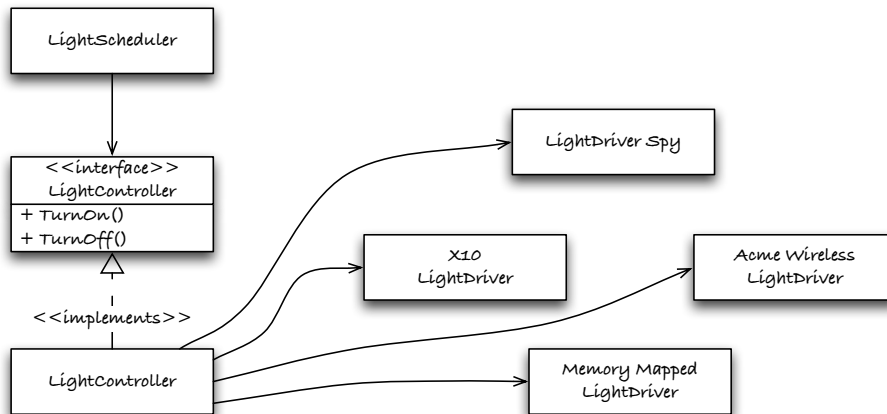 LightScheduler
<<interface>>
LightController
+ TurnOn()
+ TurnOff()
<<implements>>
LightController
LightDriver Spy
X10
LightDriver
Acme Wireless
LightDriver
Memory Mapped
LightDriver